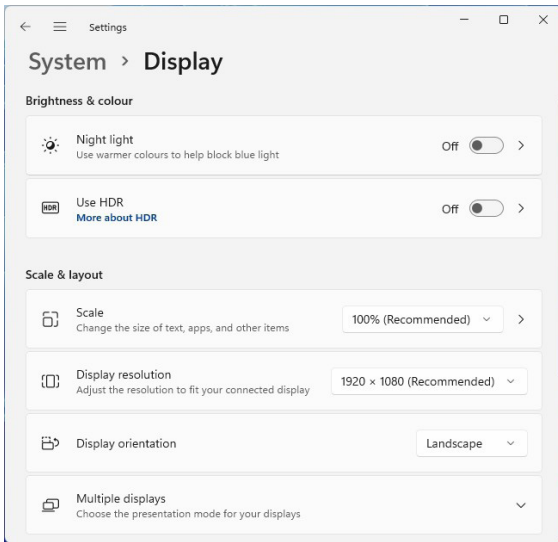 Settings
System > Display
Brightness & colour
Night light
Use warmer colours to help block blue light
Off
HDR
Use HDR
More about HDR
Off
Scale & layout
Scale
Change the size of text, apps, and other items
100% (Recommended)
Display resolution
Adjust the resolution to fit your connected display
1920 × 1080 (Recommended)
Display orientation
Landscape
Multiple displays
Choose the presentation mode for your displays